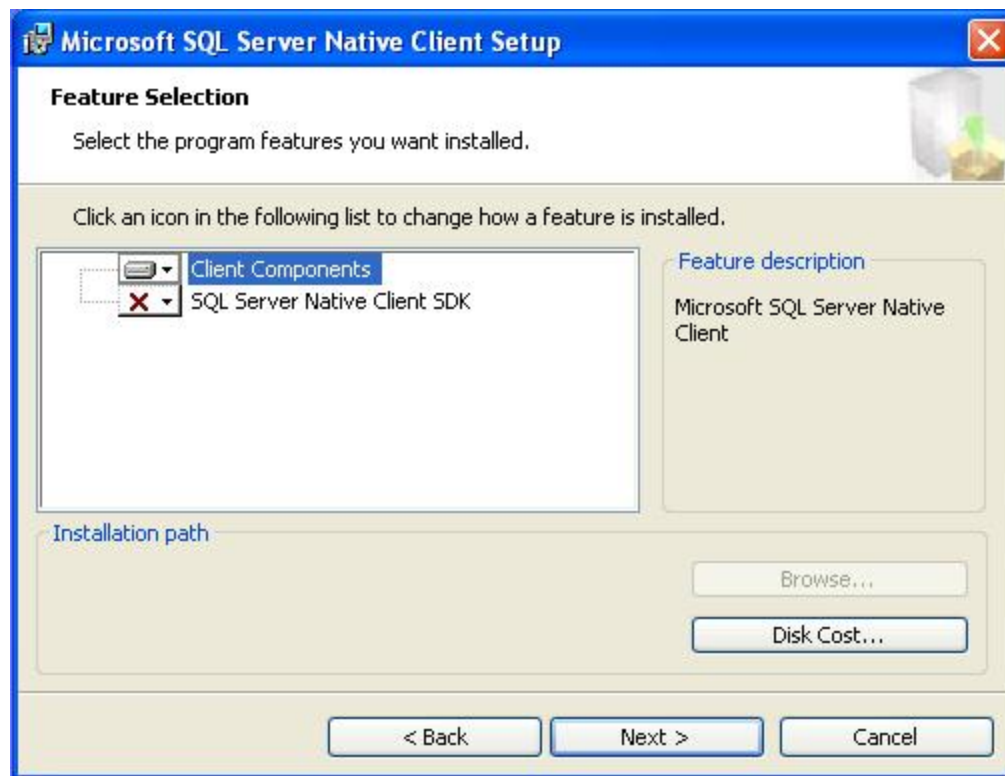 Microsoft SQL Server Native Client Setup
Feature Selection
Select the program features you want installed.
Click an icon in the following list to change how a feature is installed.
Client Components
SQL Server Native Client SDK
Feature description
Microsoft SQL Server Native
Client
Installation path
Browse...
Disk Cost...
< Back
Next >
Cancel